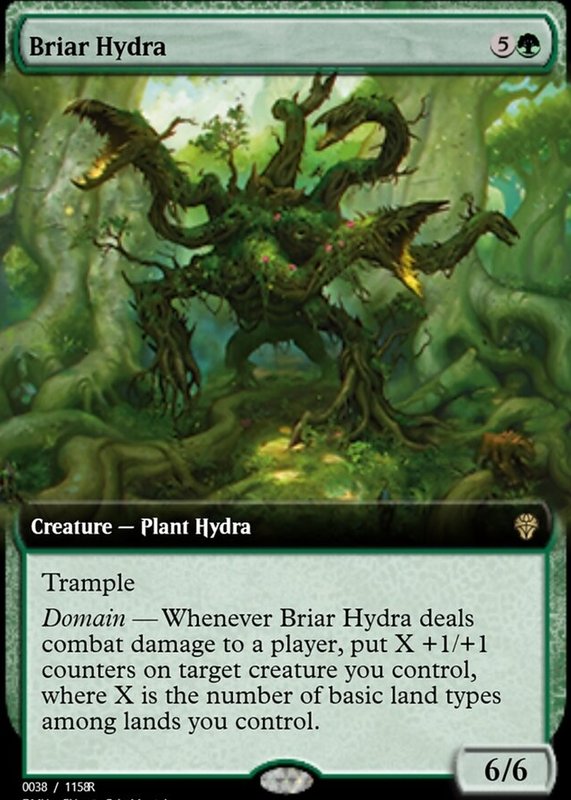 Briar Hydra 5
Creature — Plant Hydra
Trample
Domain — Whenever Briar Hydra deals
combat damage to a player, put X +1/+1
counters on target creature you control,
where X is the number of basic land types
among lands you control.
6/6
0038 / 1158R